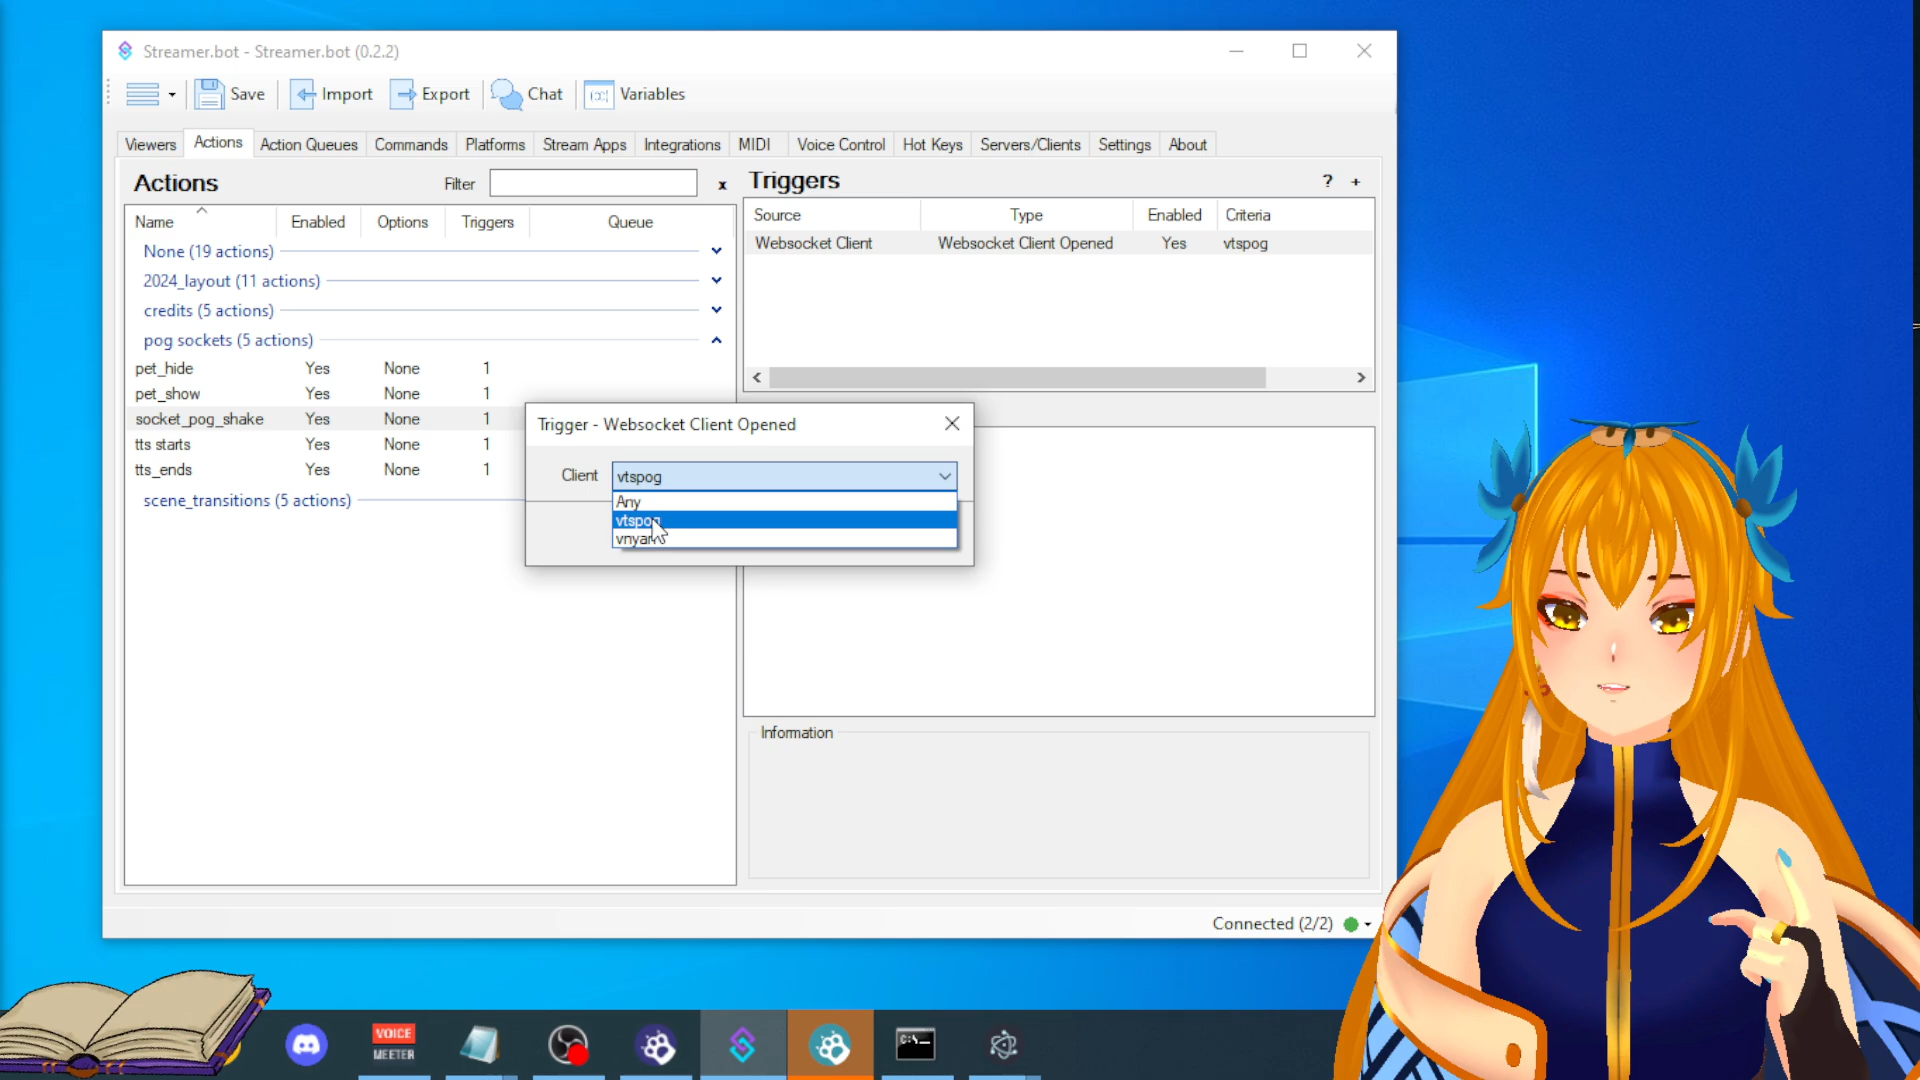 Streamer.bot - Streamer.bot (0.2.2)
Save Import Export Chat Variables
Viewers Actions Action Queues Commands Platforms Stream Apps Integrations MIDI Voice Control Hot Keys Servers/Clients Settings About
Actions Filter x
Name Enabled Options Triggers Queue
None (19 actions)
2024_layout (11 actions)
credits (5 actions)
pog sockets (5 actions)
pet_hide Yes None 1
pet_show Yes None 1
socket_pog_shake Yes None 1
tts starts Yes None 1
tts_ends Yes None 1
scene_transitions (5 actions)
Triggers ? +
Source Type Enabled Criteria
Websocket Client Websocket Client Opened Yes vtspog
Trigger - Websocket Client Opened
Client vtspog
Any
vtspog
Information
Connected (2/2)
VOICE
MEETER
C:\